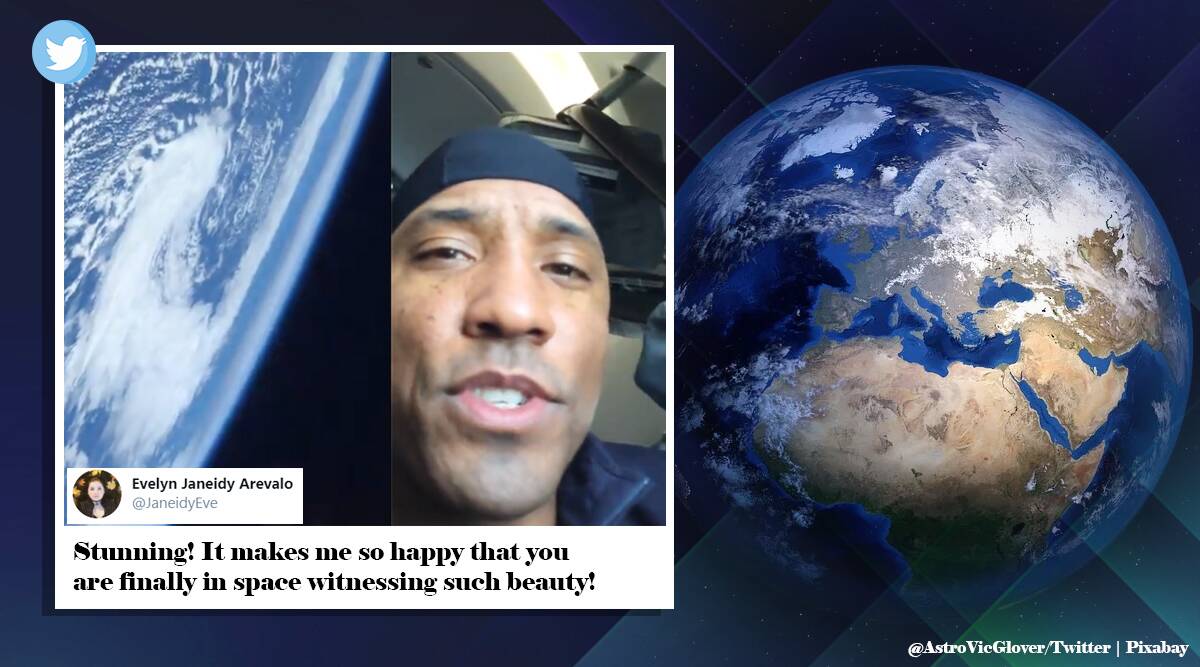 Evelyn Janeidy Arevalo
@JaneidyEve
Stunning! It makes me so happy that you
are finally in space witnessing such beauty!
@AstroVicGlover/Twitter | Pixabay